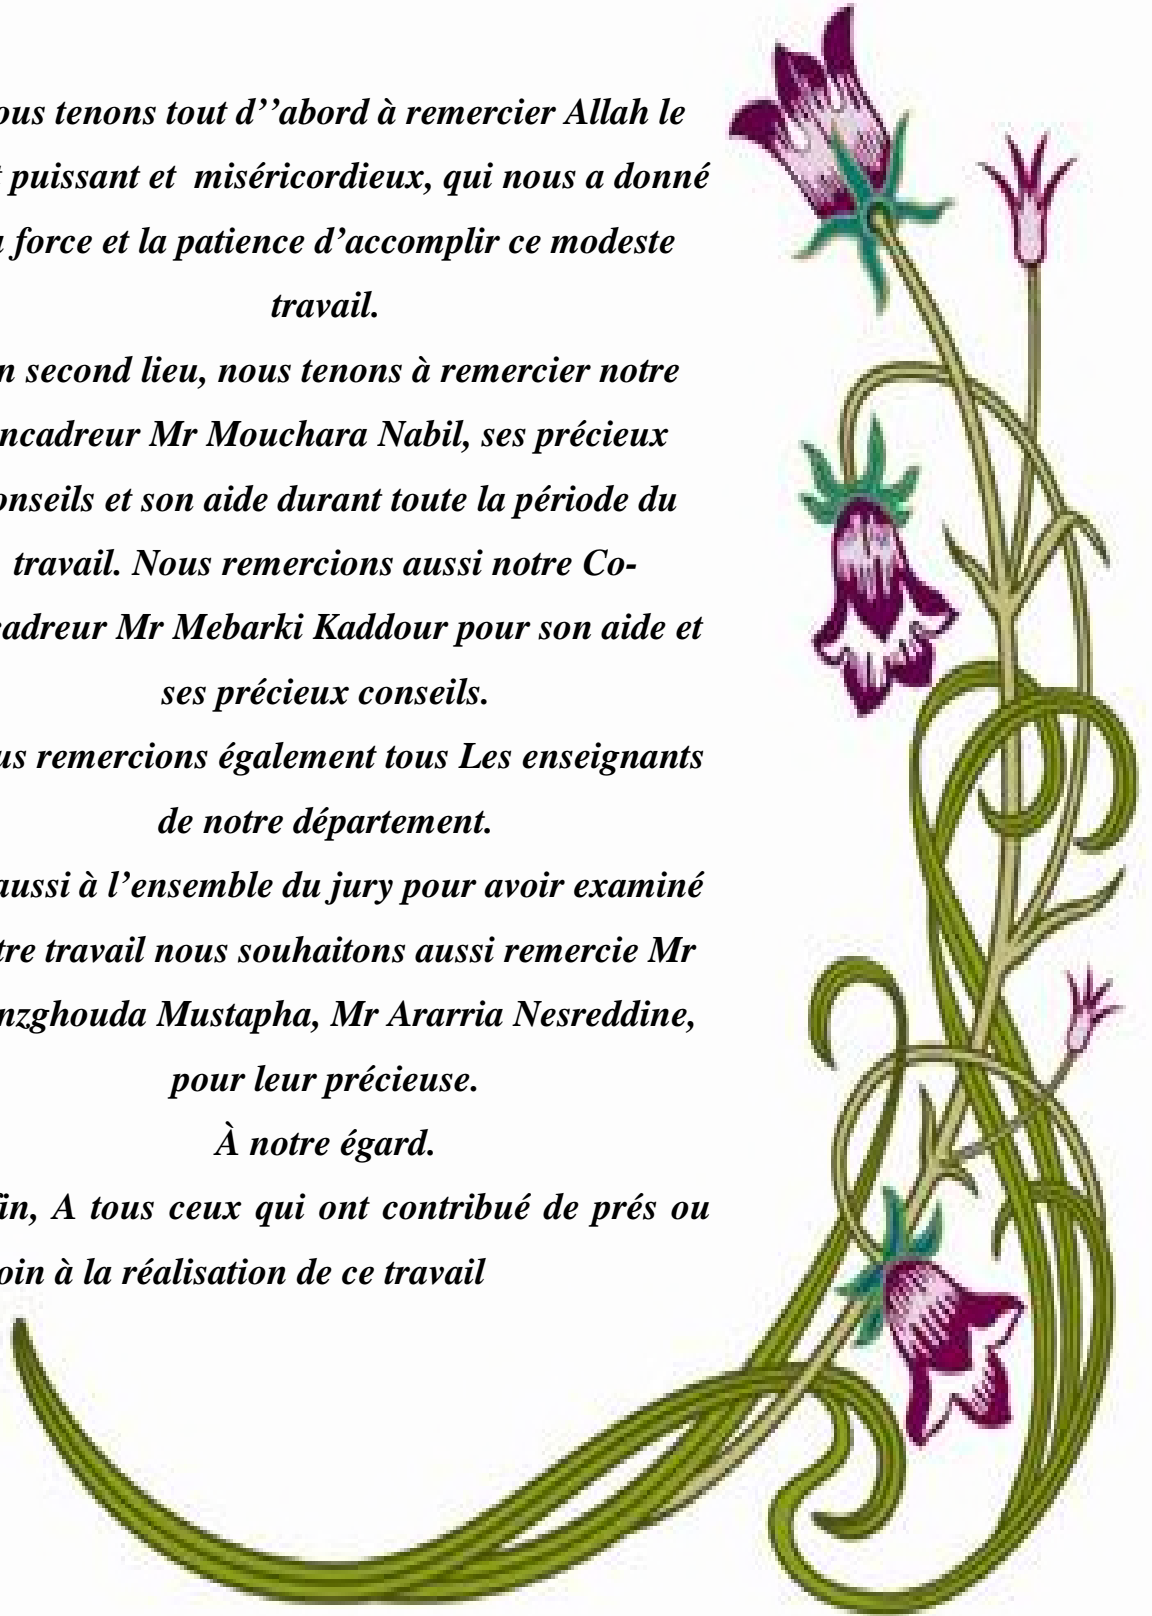 ous tenons tout d’’abord à remercier Allah le
puissant et miséricordieux, qui nous a donné
force et la patience d’accomplir ce modeste
travail.
n second lieu, nous tenons à remercier notre
ncadreur Mr Mouchara Nabil, ses précieux
onseils et son aide durant toute la période du
travail. Nous remercions aussi notre Co-
cadreur Mr Mebarki Kaddour pour son aide et
ses précieux conseils.
us remercions également tous Les enseignants
de notre département.
aussi à l’ensemble du jury pour avoir examiné
tre travail nous souhaitons aussi remercie Mr
nzghouda Mustapha, Mr Ararria Nesreddine,
pour leur précieuse.
À notre égard.
in, A tous ceux qui ont contribué de prés ou
oin à la réalisation de ce travail